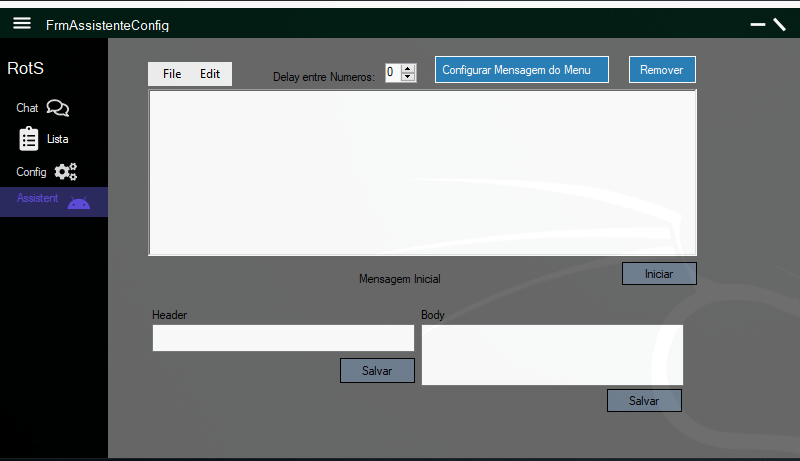 FrmAssistenteConfig
RotS
Chat
Lista
Config
Assistent
File Edit
Delay entre Numeros: 0
Configurar Mensagem do Menu
Remover
Iniciar
Mensagem Inicial
Header
Body
Salvar
Salvar